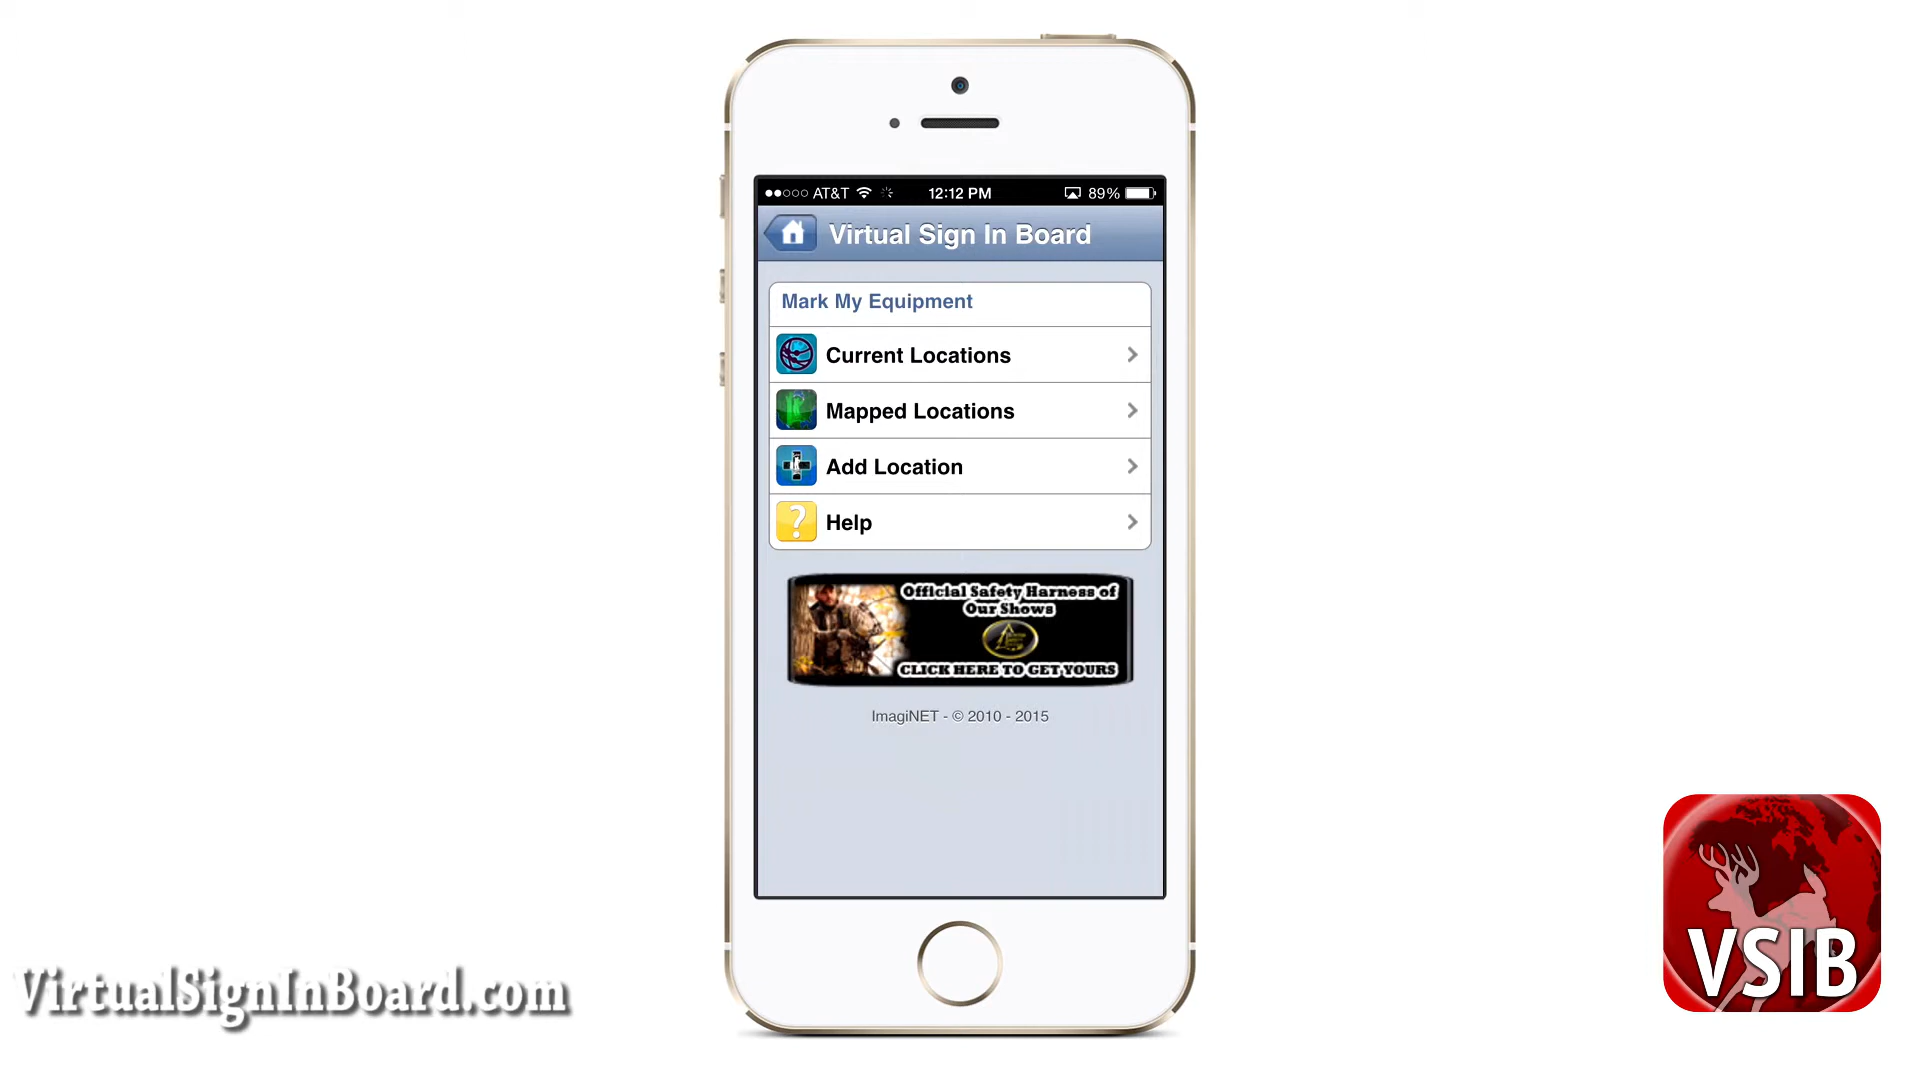 AT&T 12:12 PM 89%
Virtual Sign In Board
Mark My Equipment
Current Locations
Mapped Locations
Add Location
? Help
Official Safety Harness of
Our Shows
CLICK HERE TO GET YOURS
ImagiNET - © 2010 - 2015
VirtualSignInBoard.com
VSIB